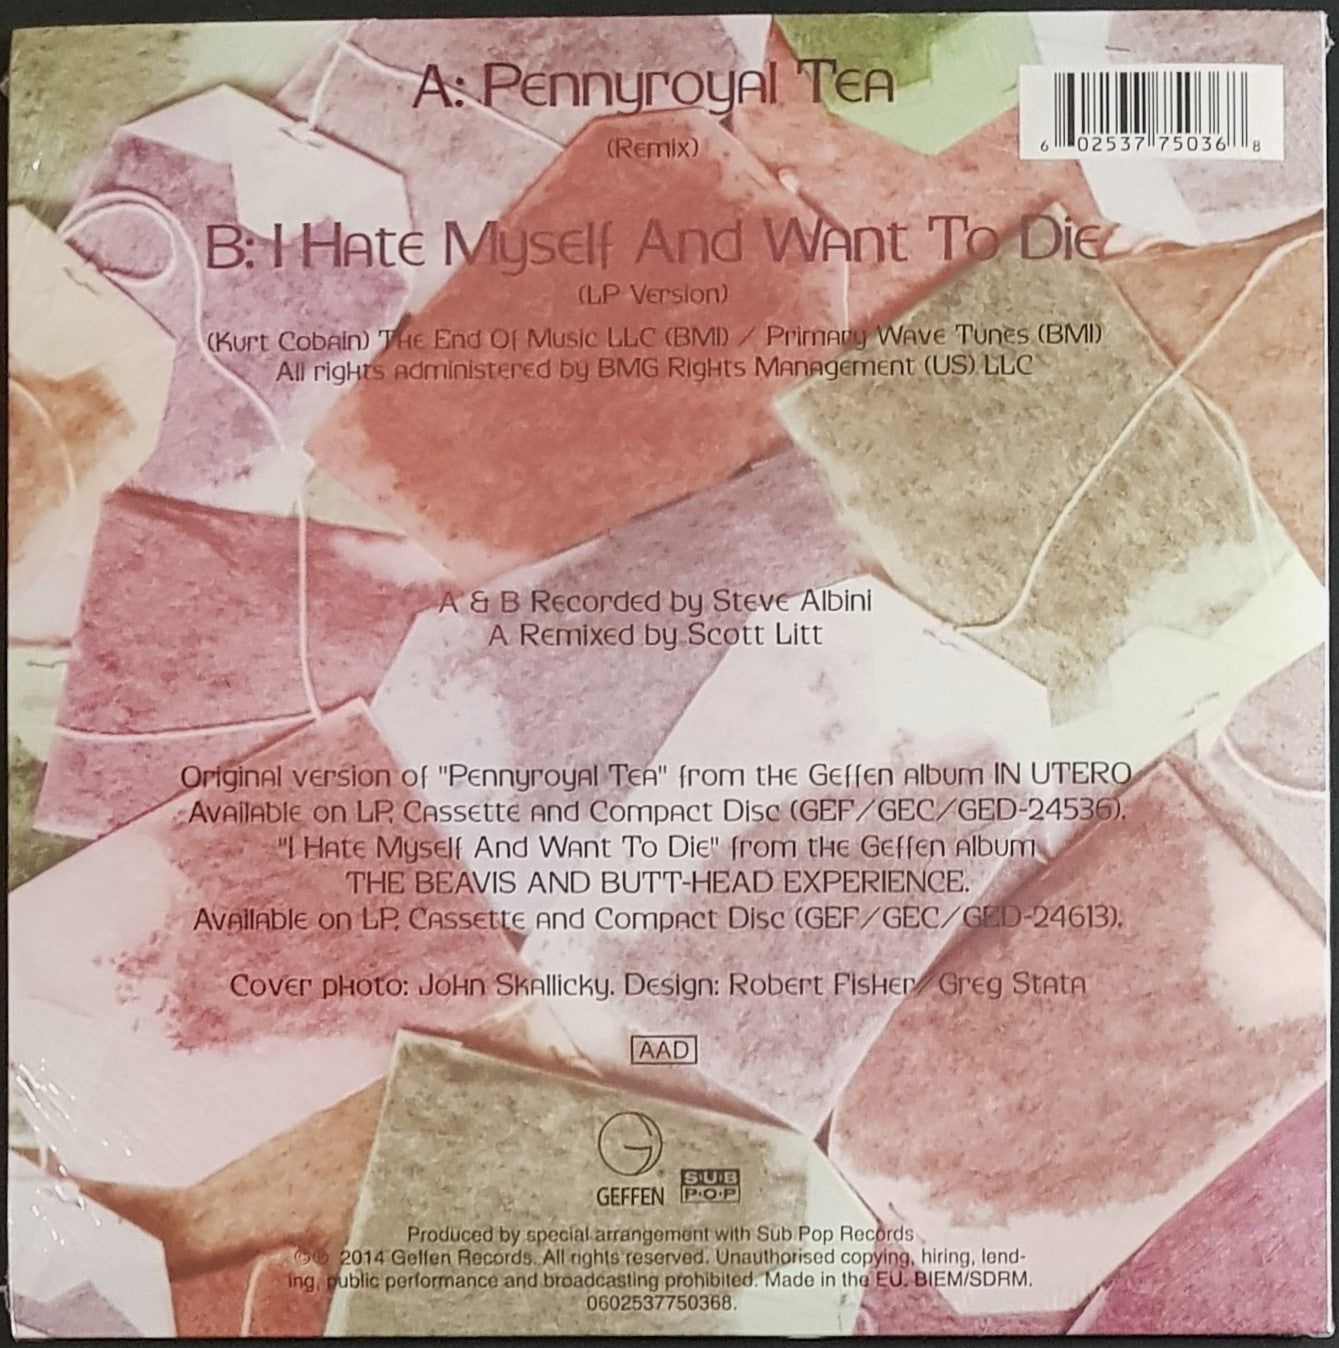 A: Pennyroyal Tea
(Remix)
6 02537 75036 8
B: I Hate Myself And Want To Die
(LP Version)
(Kurt Cobain) The End Of Music LLC (BMI) / Primary Wave Tunes (BMI)
All rights administered by BMG Rights Management (US) LLC
A & B Recorded by Steve Albini
A Remixed by Scott Litt
Original version of "Pennyroyal Tea" from the Geffen album IN UTERO
Available on LP, Cassette and Compact Disc (GEF/GEC/GED-24536).
"I Hate Myself And Want To Die" from the Geffen album
THE BEAVIS AND BUTT-HEAD EXPERIENCE.
Available on LP, Cassette and Compact Disc (GEF/GEC/GED-24613).
Cover photo: John Skallicky. Design: Robert Fisher/ Greg Stata
AAD
GEFFEN
SUB
POP
Produced by special arrangement with Sub Pop Records
℗© 2014 Geffen Records. All rights reserved. Unauthorised copying, hiring, lend-
ing, public performance and broadcasting prohibited. Made in the EU. BIEM/SDRM.
0602537750368.